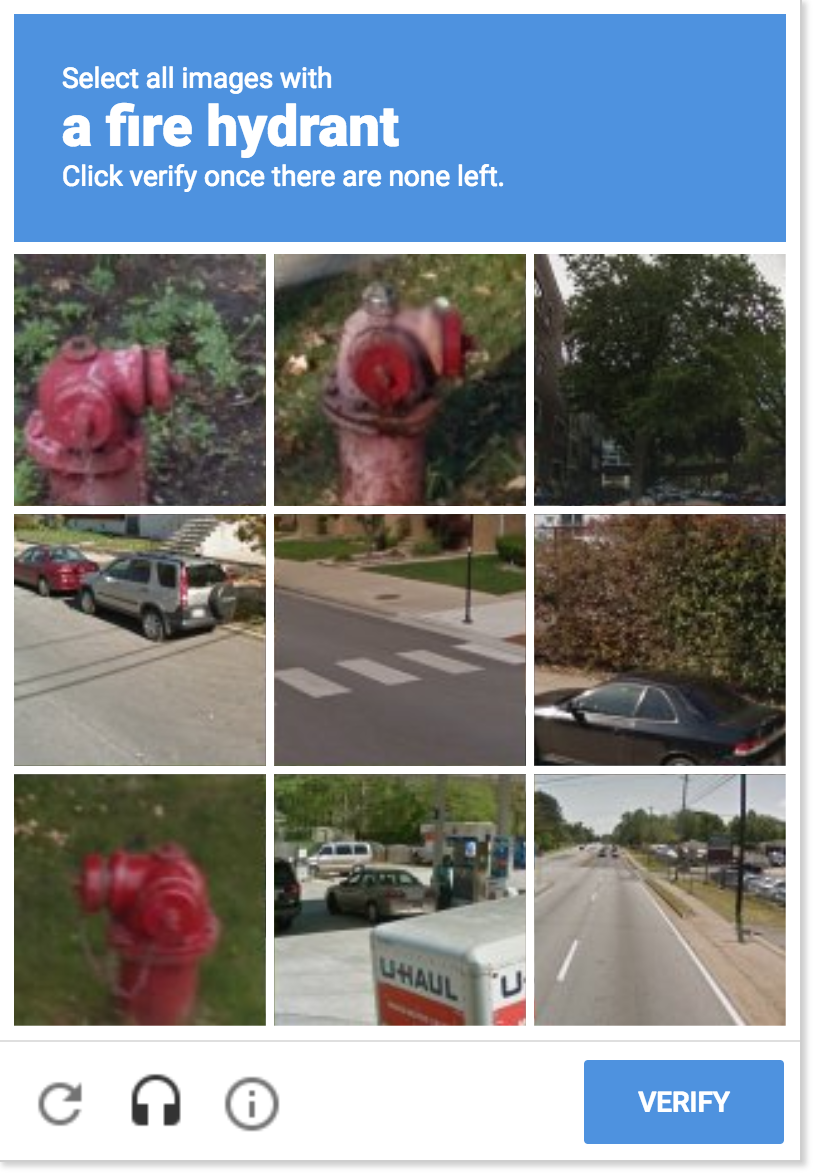 Select all images with
a fire hydrant
Click verify once there are none left.
U-HAUL
VERIFY